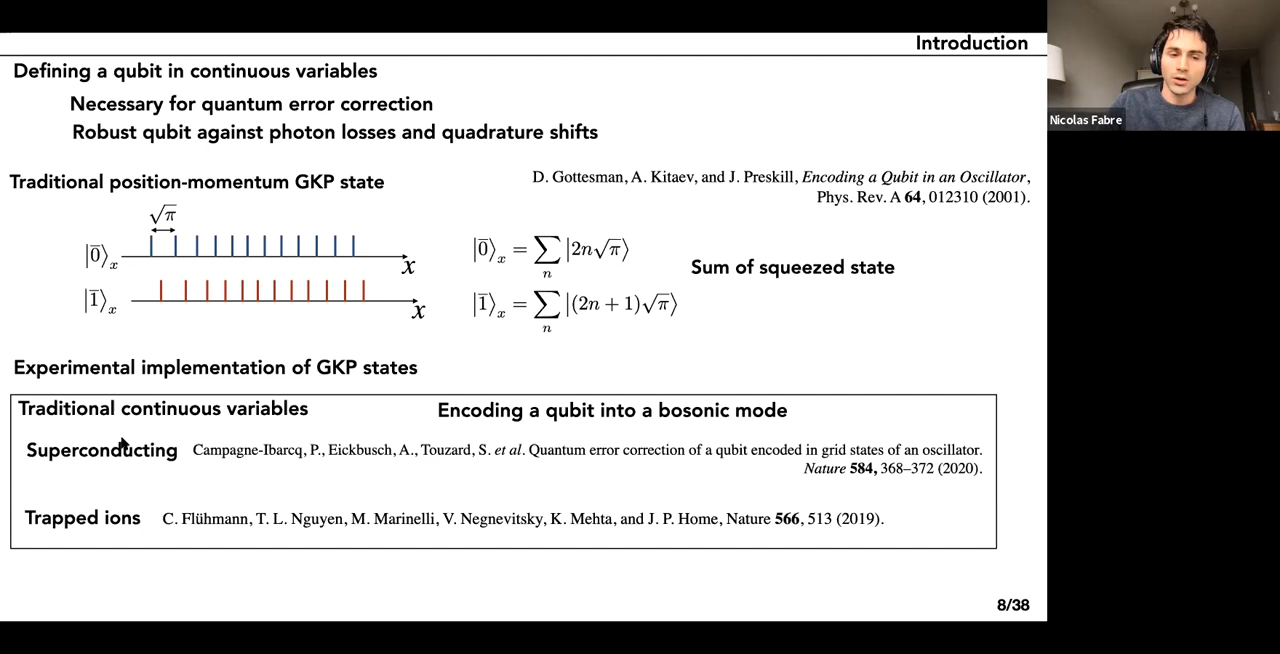 Introduction
Defining a qubit in continuous variables
Necessary for quantum error correction
Robust qubit against photon losses and quadrature shifts
Nicolas Fabre
Traditional position-momentum GKP state
D. Gottesman, A. Kitaev, and J. Preskill, Encoding a Qubit in an Oscillator,
Phys. Rev. A 64, 012310 (2001).
√π
|0̅⟩ₓ x
|1̅⟩ₓ x
|0̅⟩ₓ = ∑ₙ |2n√π⟩
|1̅⟩ₓ = ∑ₙ |(2n + 1)√π⟩
Sum of squeezed state
Experimental implementation of GKP states
Traditional continuous variables Encoding a qubit into a bosonic mode
Superconducting Campagne-Ibarcq, P., Eickbusch, A., Touzard, S. et al. Quantum error correction of a qubit encoded in grid states of an oscillator.
Nature 584, 368–372 (2020).
Trapped ions C. Flühmann, T. L. Nguyen, M. Marinelli, V. Negnevitsky, K. Mehta, and J. P. Home, Nature 566, 513 (2019).
8/38